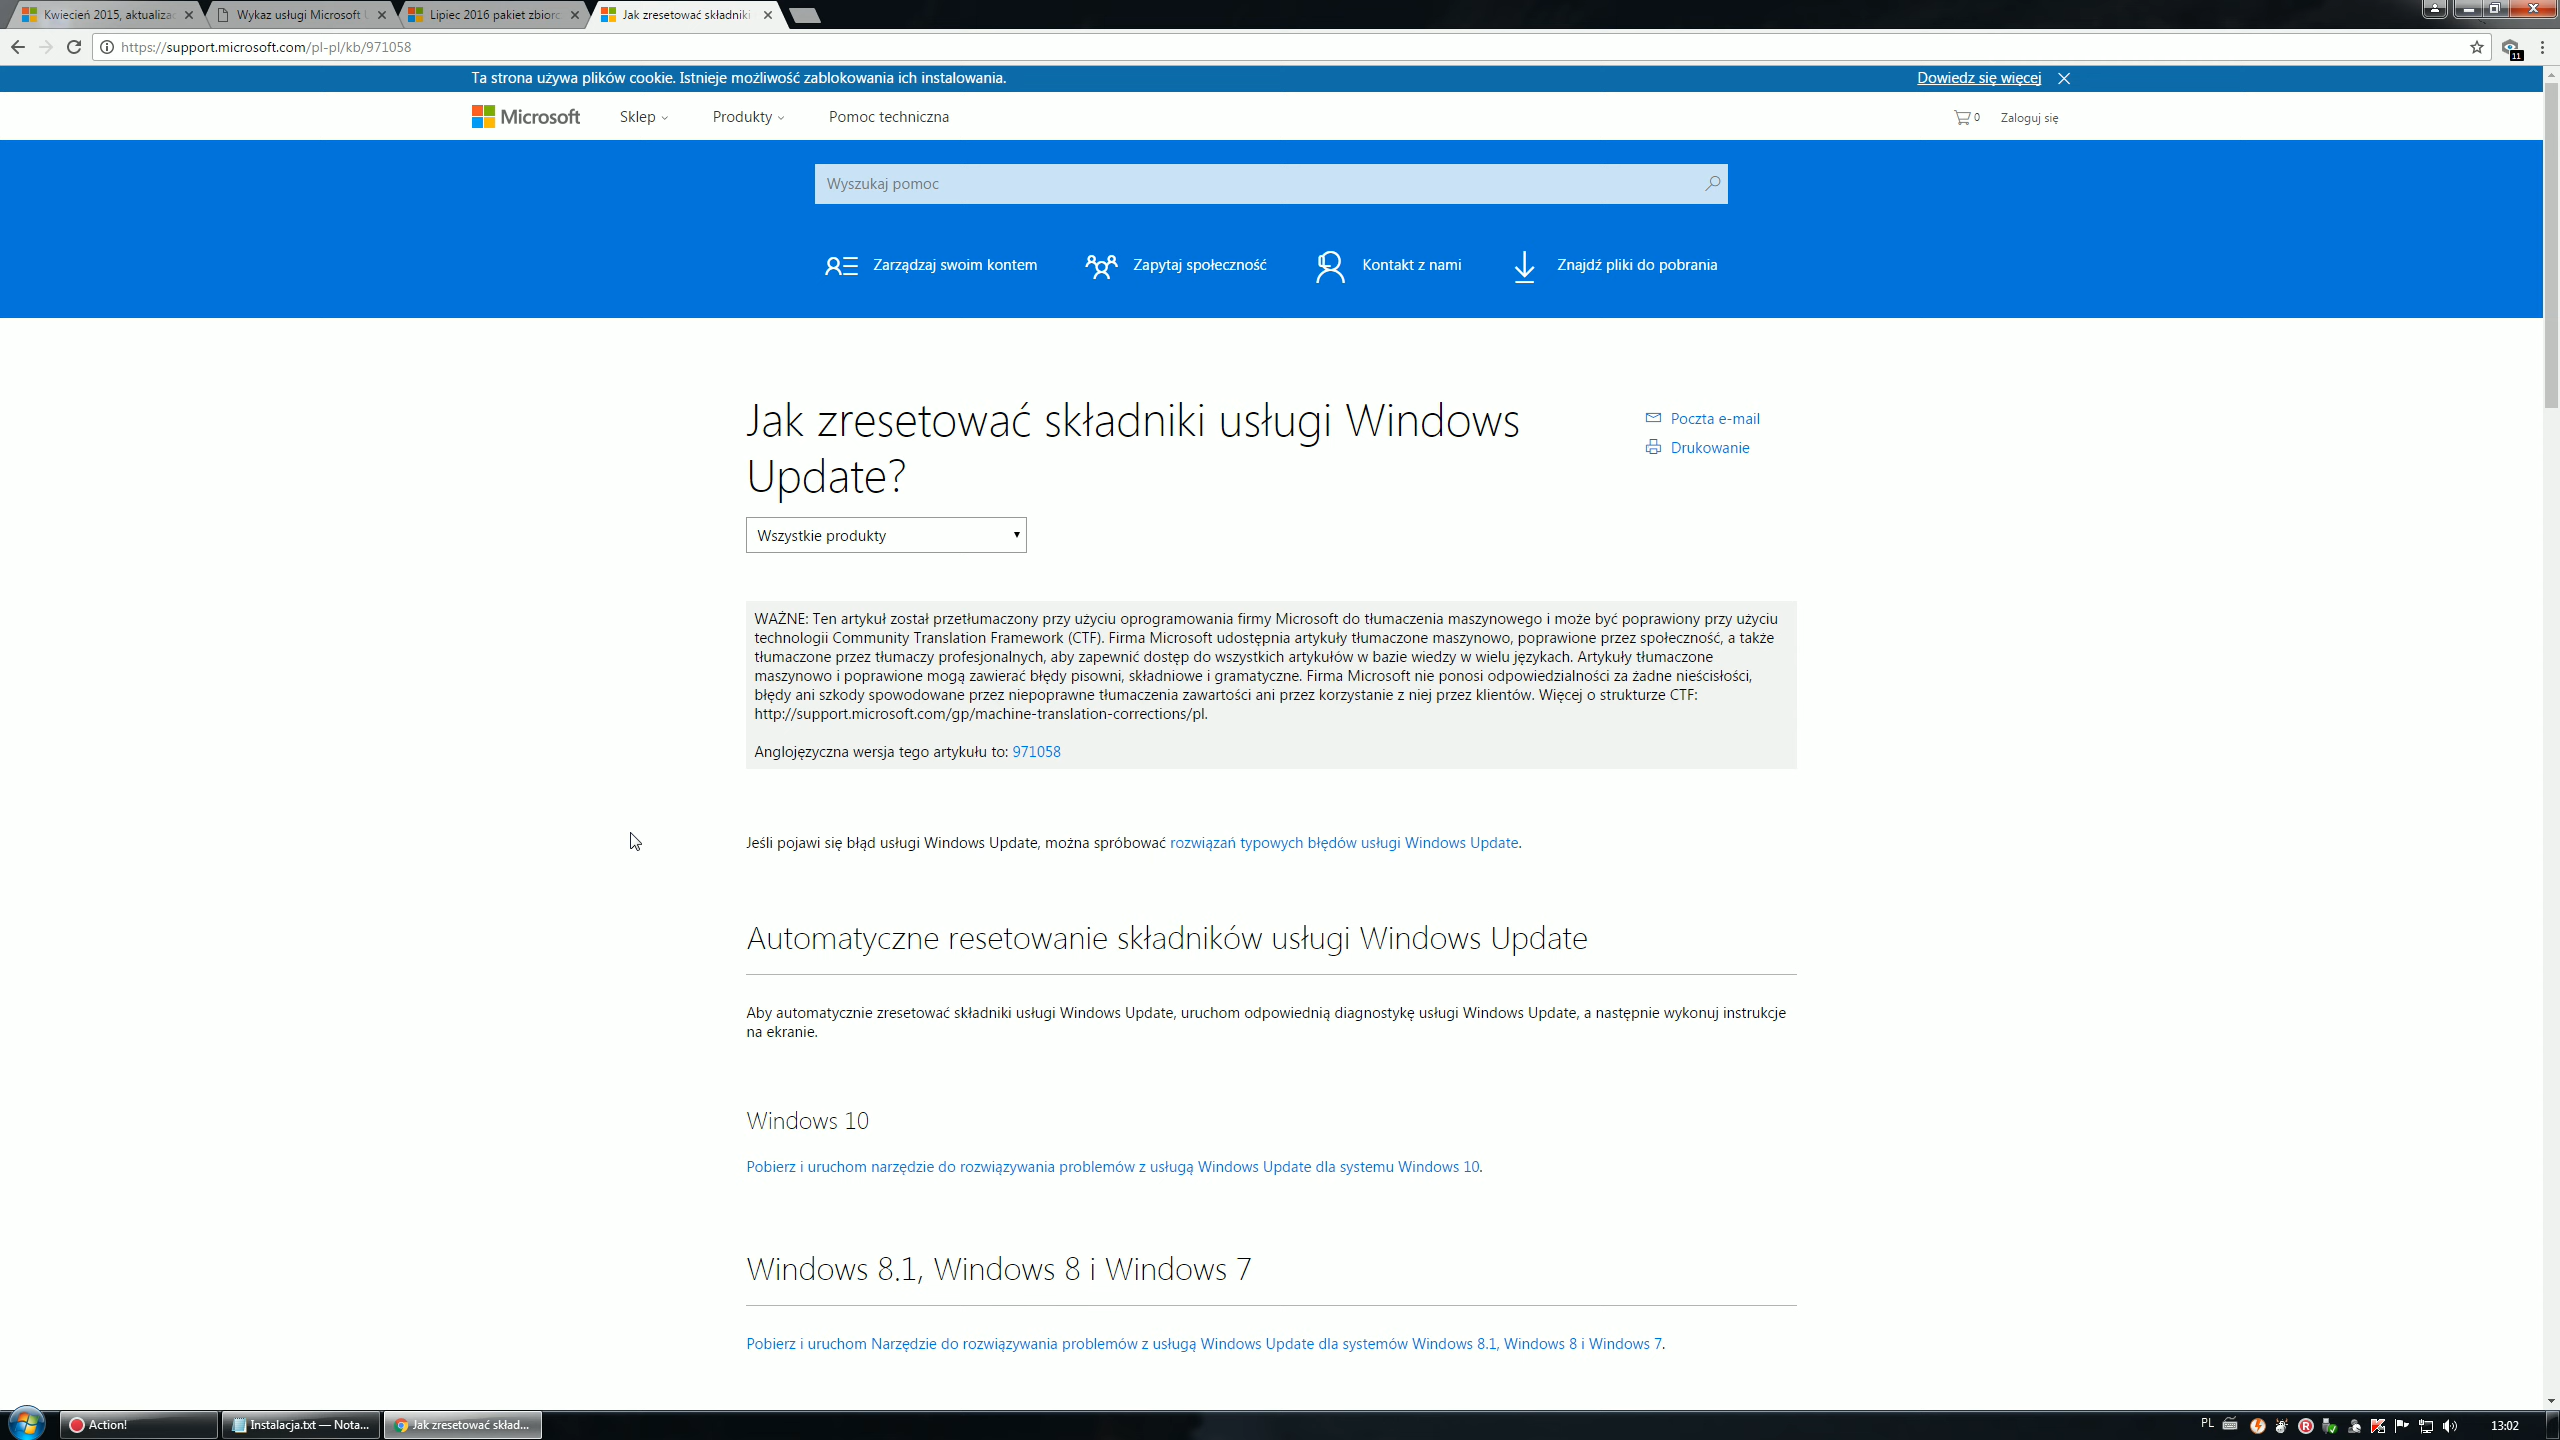 Kwiecień 2015, aktualizac
Wykaz usługi Microsoft U
Lipiec 2016 pakiet zbiorc
Jak zresetować składniki
https://support.microsoft.com/pl-pl/kb/971058
11
Ta strona używa plików cookie. Istnieje możliwość zablokowania ich instalowania.
Dowiedz się więcej
Microsoft
Sklep
Produkty
Pomoc techniczna
0
Zaloguj się
Wyszukaj pomoc
Zarządzaj swoim kontem
Zapytaj społeczność
Kontakt z nami
Znajdź pliki do pobrania
Jak zresetować składniki usługi Windows
Update?
Poczta e-mail
Drukowanie
Wszystkie produkty
WAŻNE: Ten artykuł został przetłumaczony przy użyciu oprogramowania firmy Microsoft do tłumaczenia maszynowego i może być poprawiony przy użyciu
technologii Community Translation Framework (CTF). Firma Microsoft udostępnia artykuły tłumaczone maszynowo, poprawione przez społeczność, a także
tłumaczone przez tłumaczy profesjonalnych, aby zapewnić dostęp do wszystkich artykułów w bazie wiedzy w wielu językach. Artykuły tłumaczone
maszynowo i poprawione mogą zawierać błędy pisowni, składniowe i gramatyczne. Firma Microsoft nie ponosi odpowiedzialności za żadne nieścisłości,
błędy ani szkody spowodowane przez niepoprawne tłumaczenia zawartości ani przez korzystanie z niej przez klientów. Więcej o strukturze CTF:
http://support.microsoft.com/gp/machine-translation-corrections/pl.
Anglojęzyczna wersja tego artykułu to: 971058
Jeśli pojawi się błąd usługi Windows Update, można spróbować rozwiązań typowych błędów usługi Windows Update.
Automatyczne resetowanie składników usługi Windows Update
Aby automatycznie zresetować składniki usługi Windows Update, uruchom odpowiednią diagnostykę usługi Windows Update, a następnie wykonuj instrukcje
na ekranie.
Windows 10
Pobierz i uruchom narzędzie do rozwiązywania problemów z usługą Windows Update dla systemu Windows 10.
Windows 8.1, Windows 8 i Windows 7
Pobierz i uruchom Narzędzie do rozwiązywania problemów z usługą Windows Update dla systemów Windows 8.1, Windows 8 i Windows 7.
Action!
Instalacja.txt — Nota...
Jak zresetować skład...
PL
13:02